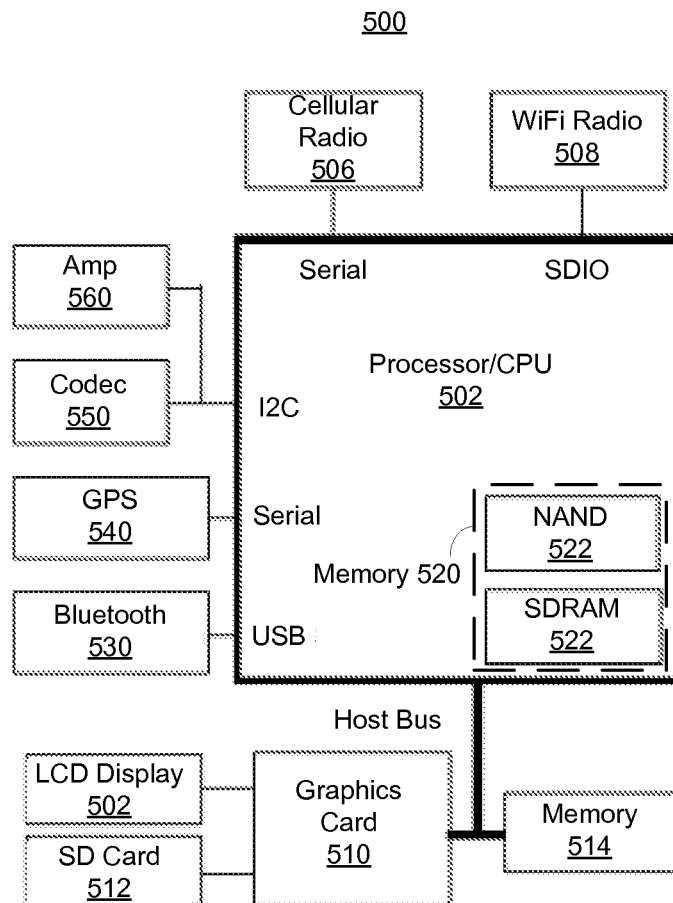 500
Cellular
Radio
506
WiFi Radio
508
Serial
SDIO
Amp
560
Processor/CPU
502
Codec
550
I2C
GPS
540
Serial
NAND
522
Memory 520
Bluetooth
530
USB
SDRAM
522
Host Bus
LCD Display
502
Graphics
Card
510
Memory
514
SD Card
512